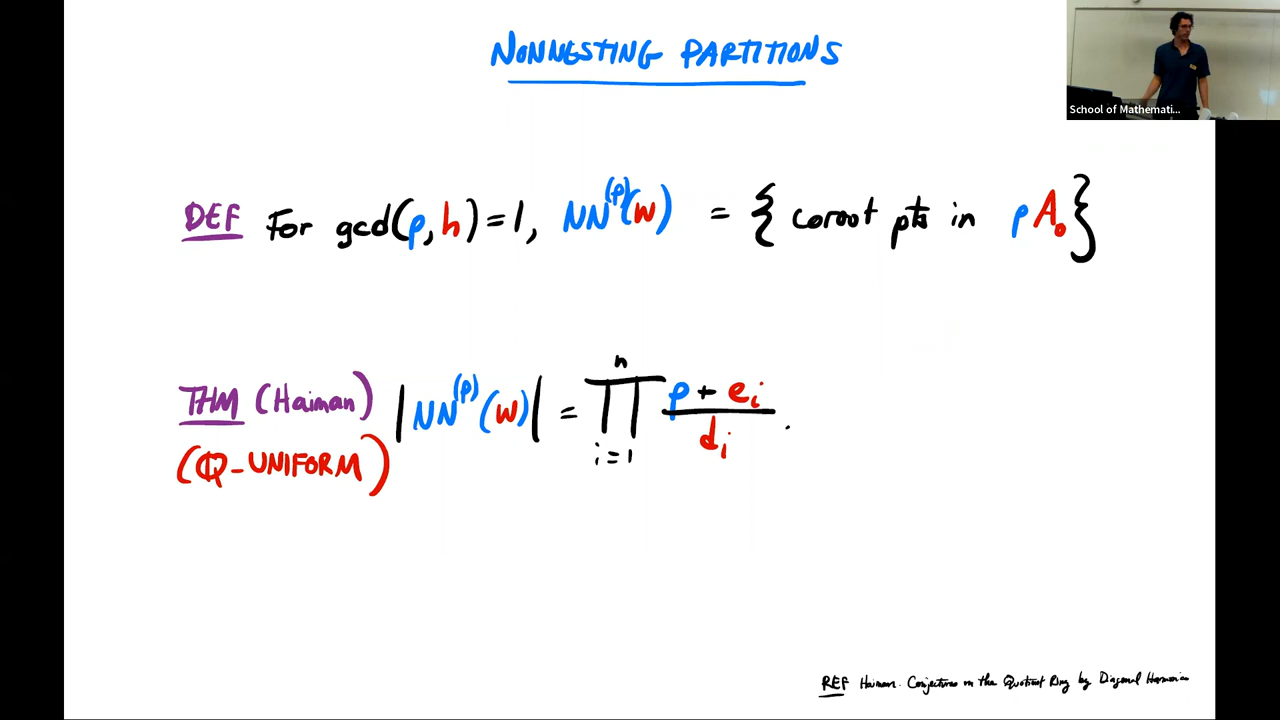 NONNESTING PARTITIONS
School of Mathemati...
DEF For gcd(p, h) = 1, NN^(p)(W) = { coroot pts in pA₀ }
THM (Haiman) |NN^(p)(W)| = ∏_{i=1}^{n} (p + e_i)/d_i .
(Q-UNIFORM)
REF Haiman. Conjectures on the Quotient Ring by Diagonal Harmonics